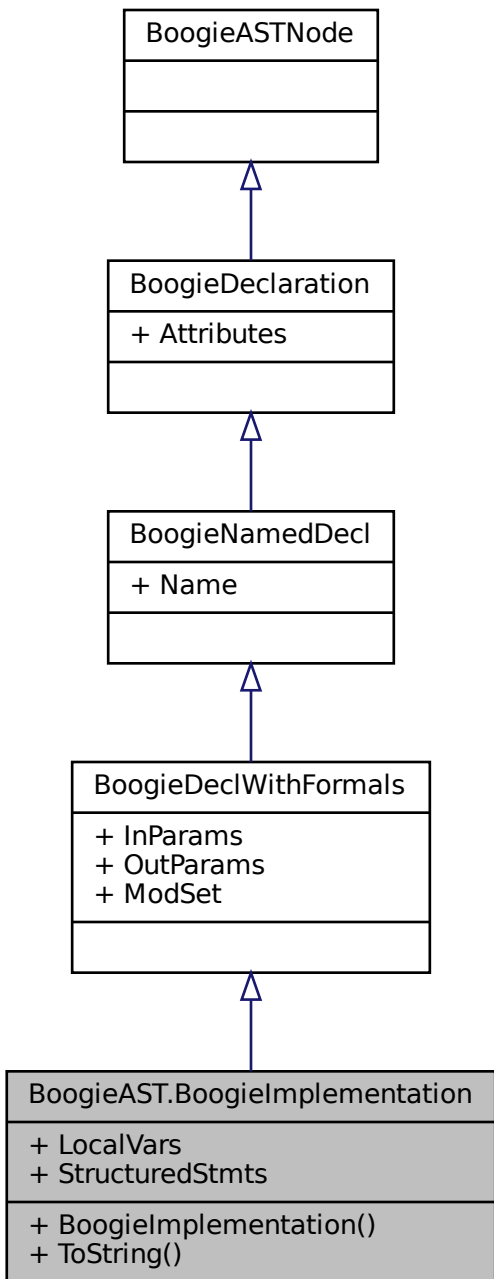 BoogieASTNode
BoogieDeclaration
+ Attributes
BoogieNamedDecl
+ Name
BoogieDeclWithFormals
+ InParams
+ OutParams
+ ModSet
BoogieAST.BoogieImplementation
+ LocalVars
+ StructuredStmts
+ BoogieImplementation()
+ ToString()